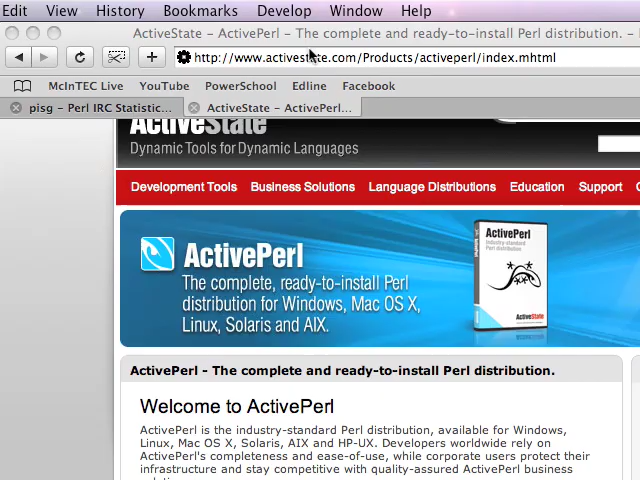 Edit View History Bookmarks Develop Window Help
ActiveState - ActivePerl - The complete and ready-to-install Perl distribution. -
http://www.activestate.com/Products/activeperl/index.mhtml
McInTEC Live YouTube PowerSchool Edline Facebook
pisg - Perl IRC Statistic... ActiveState - ActivePerl...
ActiveState
Dynamic Tools for Dynamic Languages
Development Tools Business Solutions Language Distributions Education Support
ActivePerl
The complete, ready-to-install Perl
distribution for Windows, Mac OS X,
Linux, Solaris and AIX.
ActivePerl
industry-standard
Perl distribution
ActiveState
ActivePerl - The complete and ready-to-install Perl distribution.
Welcome to ActivePerl
ActivePerl is the industry-standard Perl distribution, available for Windows,
Linux, Mac OS X, Solaris, AIX and HP-UX. Developers worldwide rely on
ActivePerl's completeness and ease-of-use, while corporate users protect their
infrastructure and stay competitive with quality-assured ActivePerl business